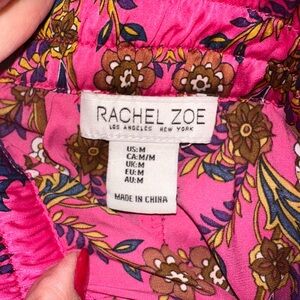 RACHEL ZOE
LOS ANGELES NEW YORK
US: M
CA: M/M
UK: M
EU: M
AU: M
MADE IN CHINA